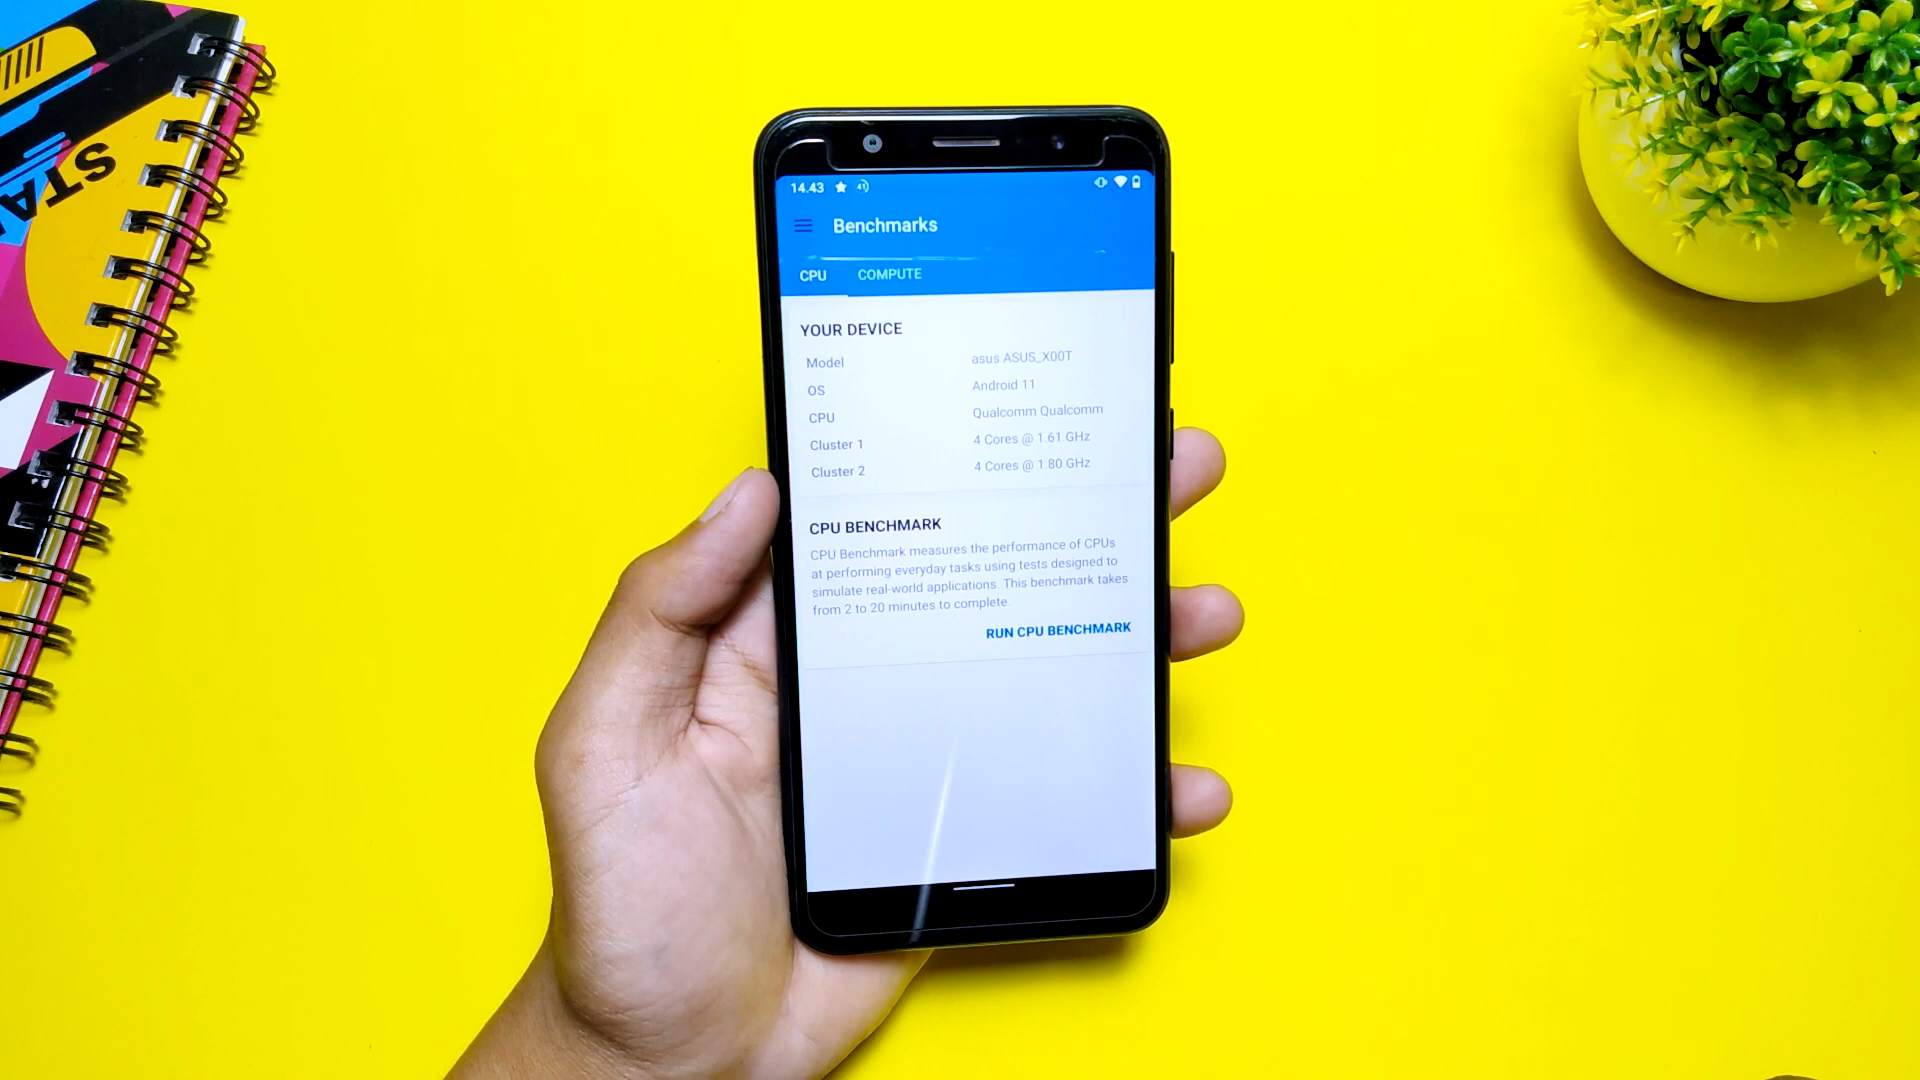 STA
14.43 41
Benchmarks
CPU COMPUTE
YOUR DEVICE
Model asus ASUS_X00T
OS Android 11
CPU Qualcomm Qualcomm
Cluster 1 4 Cores @ 1.61 GHz
Cluster 2 4 Cores @ 1.80 GHz
CPU BENCHMARK
CPU Benchmark measures the performance of CPUs
at performing everyday tasks using tests designed to
simulate real-world applications. This benchmark takes
from 2 to 20 minutes to complete.
RUN CPU BENCHMARK